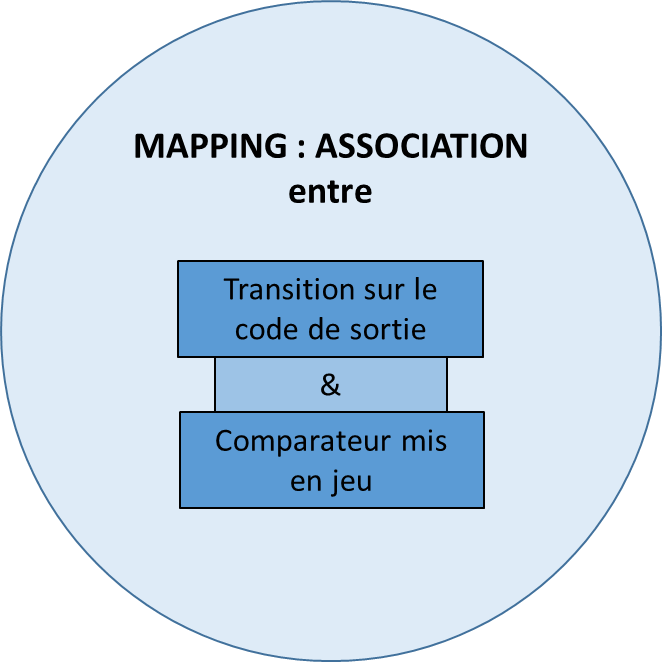 MAPPING : ASSOCIATION
entre
Transition sur le
code de sortie
&
Comparateur mis
en jeu